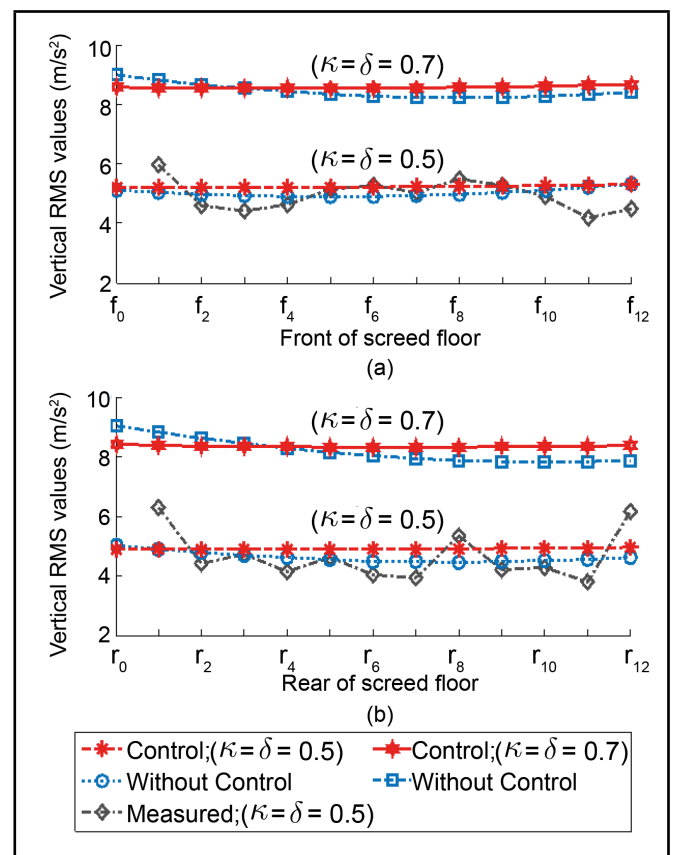 10
8
6
4
2
Vertical RMS values (m/s²)
(κ=δ = 0.7)
(κ=δ = 0.5)
f₀ f₂ f₄ f₆ f₈ f₁₀ f₁₂
Front of screed floor
(a)
10
8
6
4
2
Vertical RMS values (m/s²)
(κ=δ = 0.7)
(κ=δ = 0.5)
r₀ r₂ r₄ r₆ r₈ r₁₀ r₁₂
Rear of screed floor
(b)
Control;(κ=δ = 0.5) Control;(κ=δ = 0.7)
Without Control Without Control
Measured;(κ=δ = 0.5)